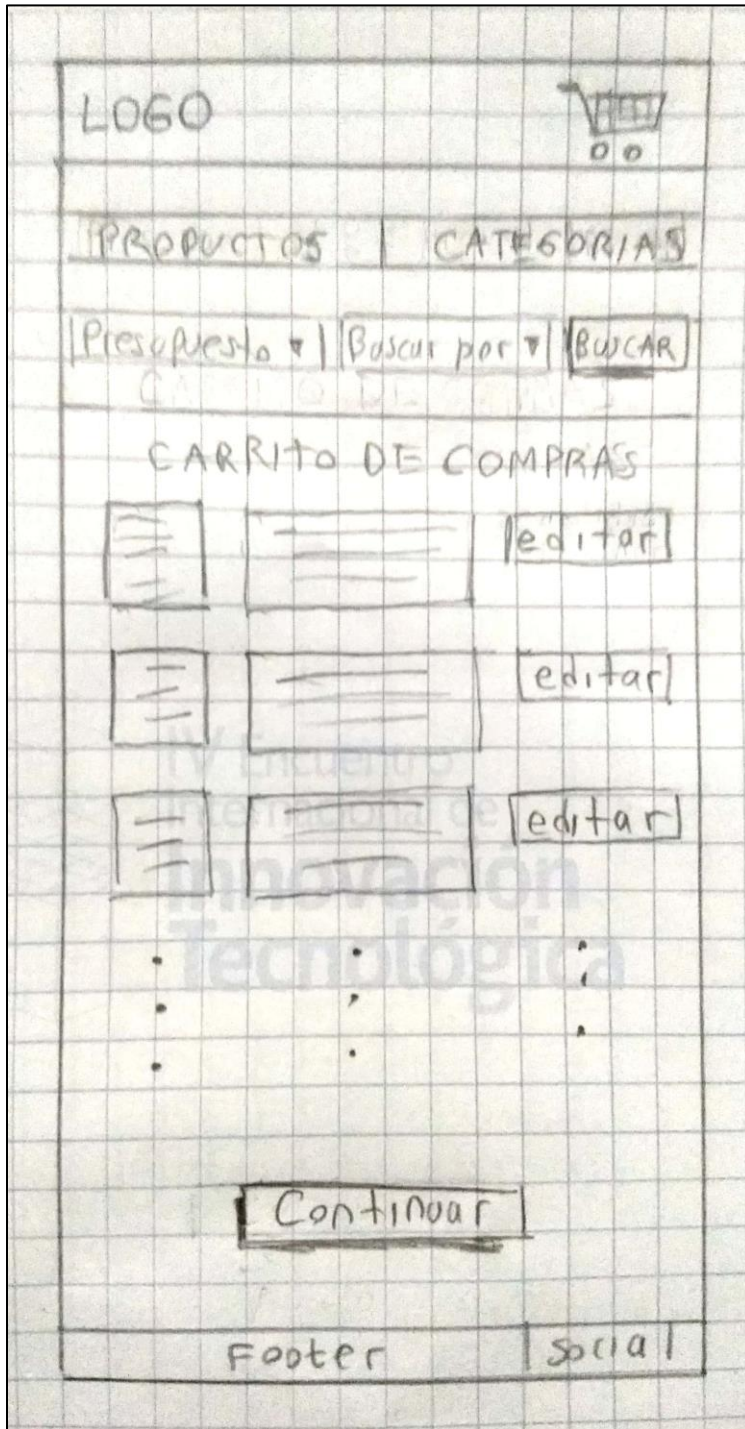 LOGO
PRODUCTOS | CATEGORIAS
Presupuesto ▾ Buscar por ▾ BUSCAR
CARRITO DE COMPRAS
editar
editar
IV Encuentro
Internacional de
editar
Innovación
Tecnológica
Continuar
Footer social